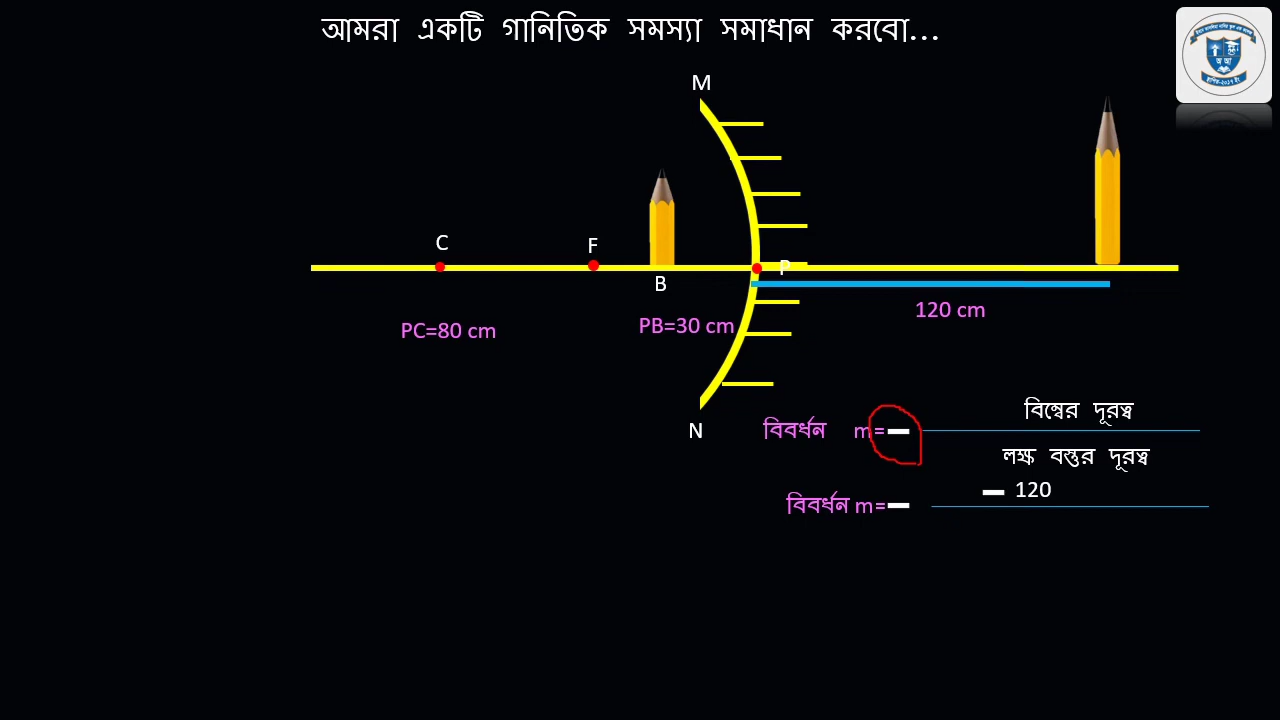 আমরা একটি গানিতিক সমস্যা সমাধান করবো...
M
C
F
P
B
120 cm
PC=80 cm
PB=30 cm
N
বিবর্ধন m=– বিম্বের দূরত্ব
লক্ষ বস্তুর দূরত্ব
– 120
বিবর্ধন m=–